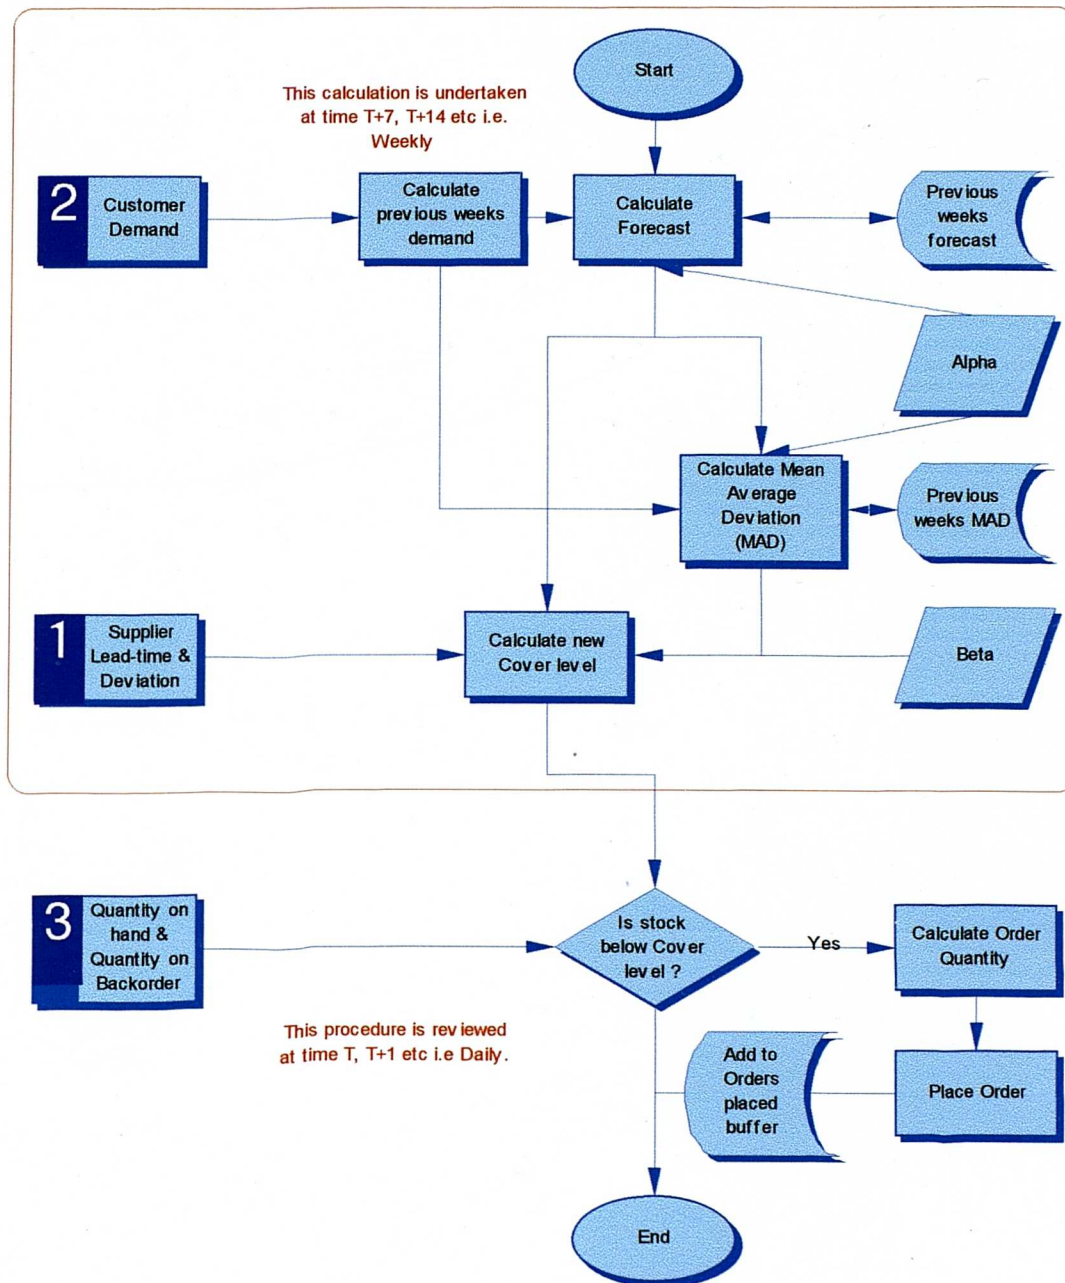 Start
This calculation is undertaken
at time T+7, T+14 etc i.e.
Weekly
2
Customer
Demand
Calculate
previous weeks
demand
Calculate
Forecast
Previous
weeks
forecast
Alpha
Calculate Mean
Average
Deviation
(MAD)
Previous
weeks MAD
1
Supplier
Lead-time &
Deviation
Calculate new
Cover level
Beta
3
Quantity on
hand &
Quantity on
Backorder
Is stock
below Cover
level ?
Yes
Calculate Order
Quantity
This procedure is reviewed
at time T, T+1 etc i.e Daily.
Add to
Orders
placed
buffer
Place Order
End